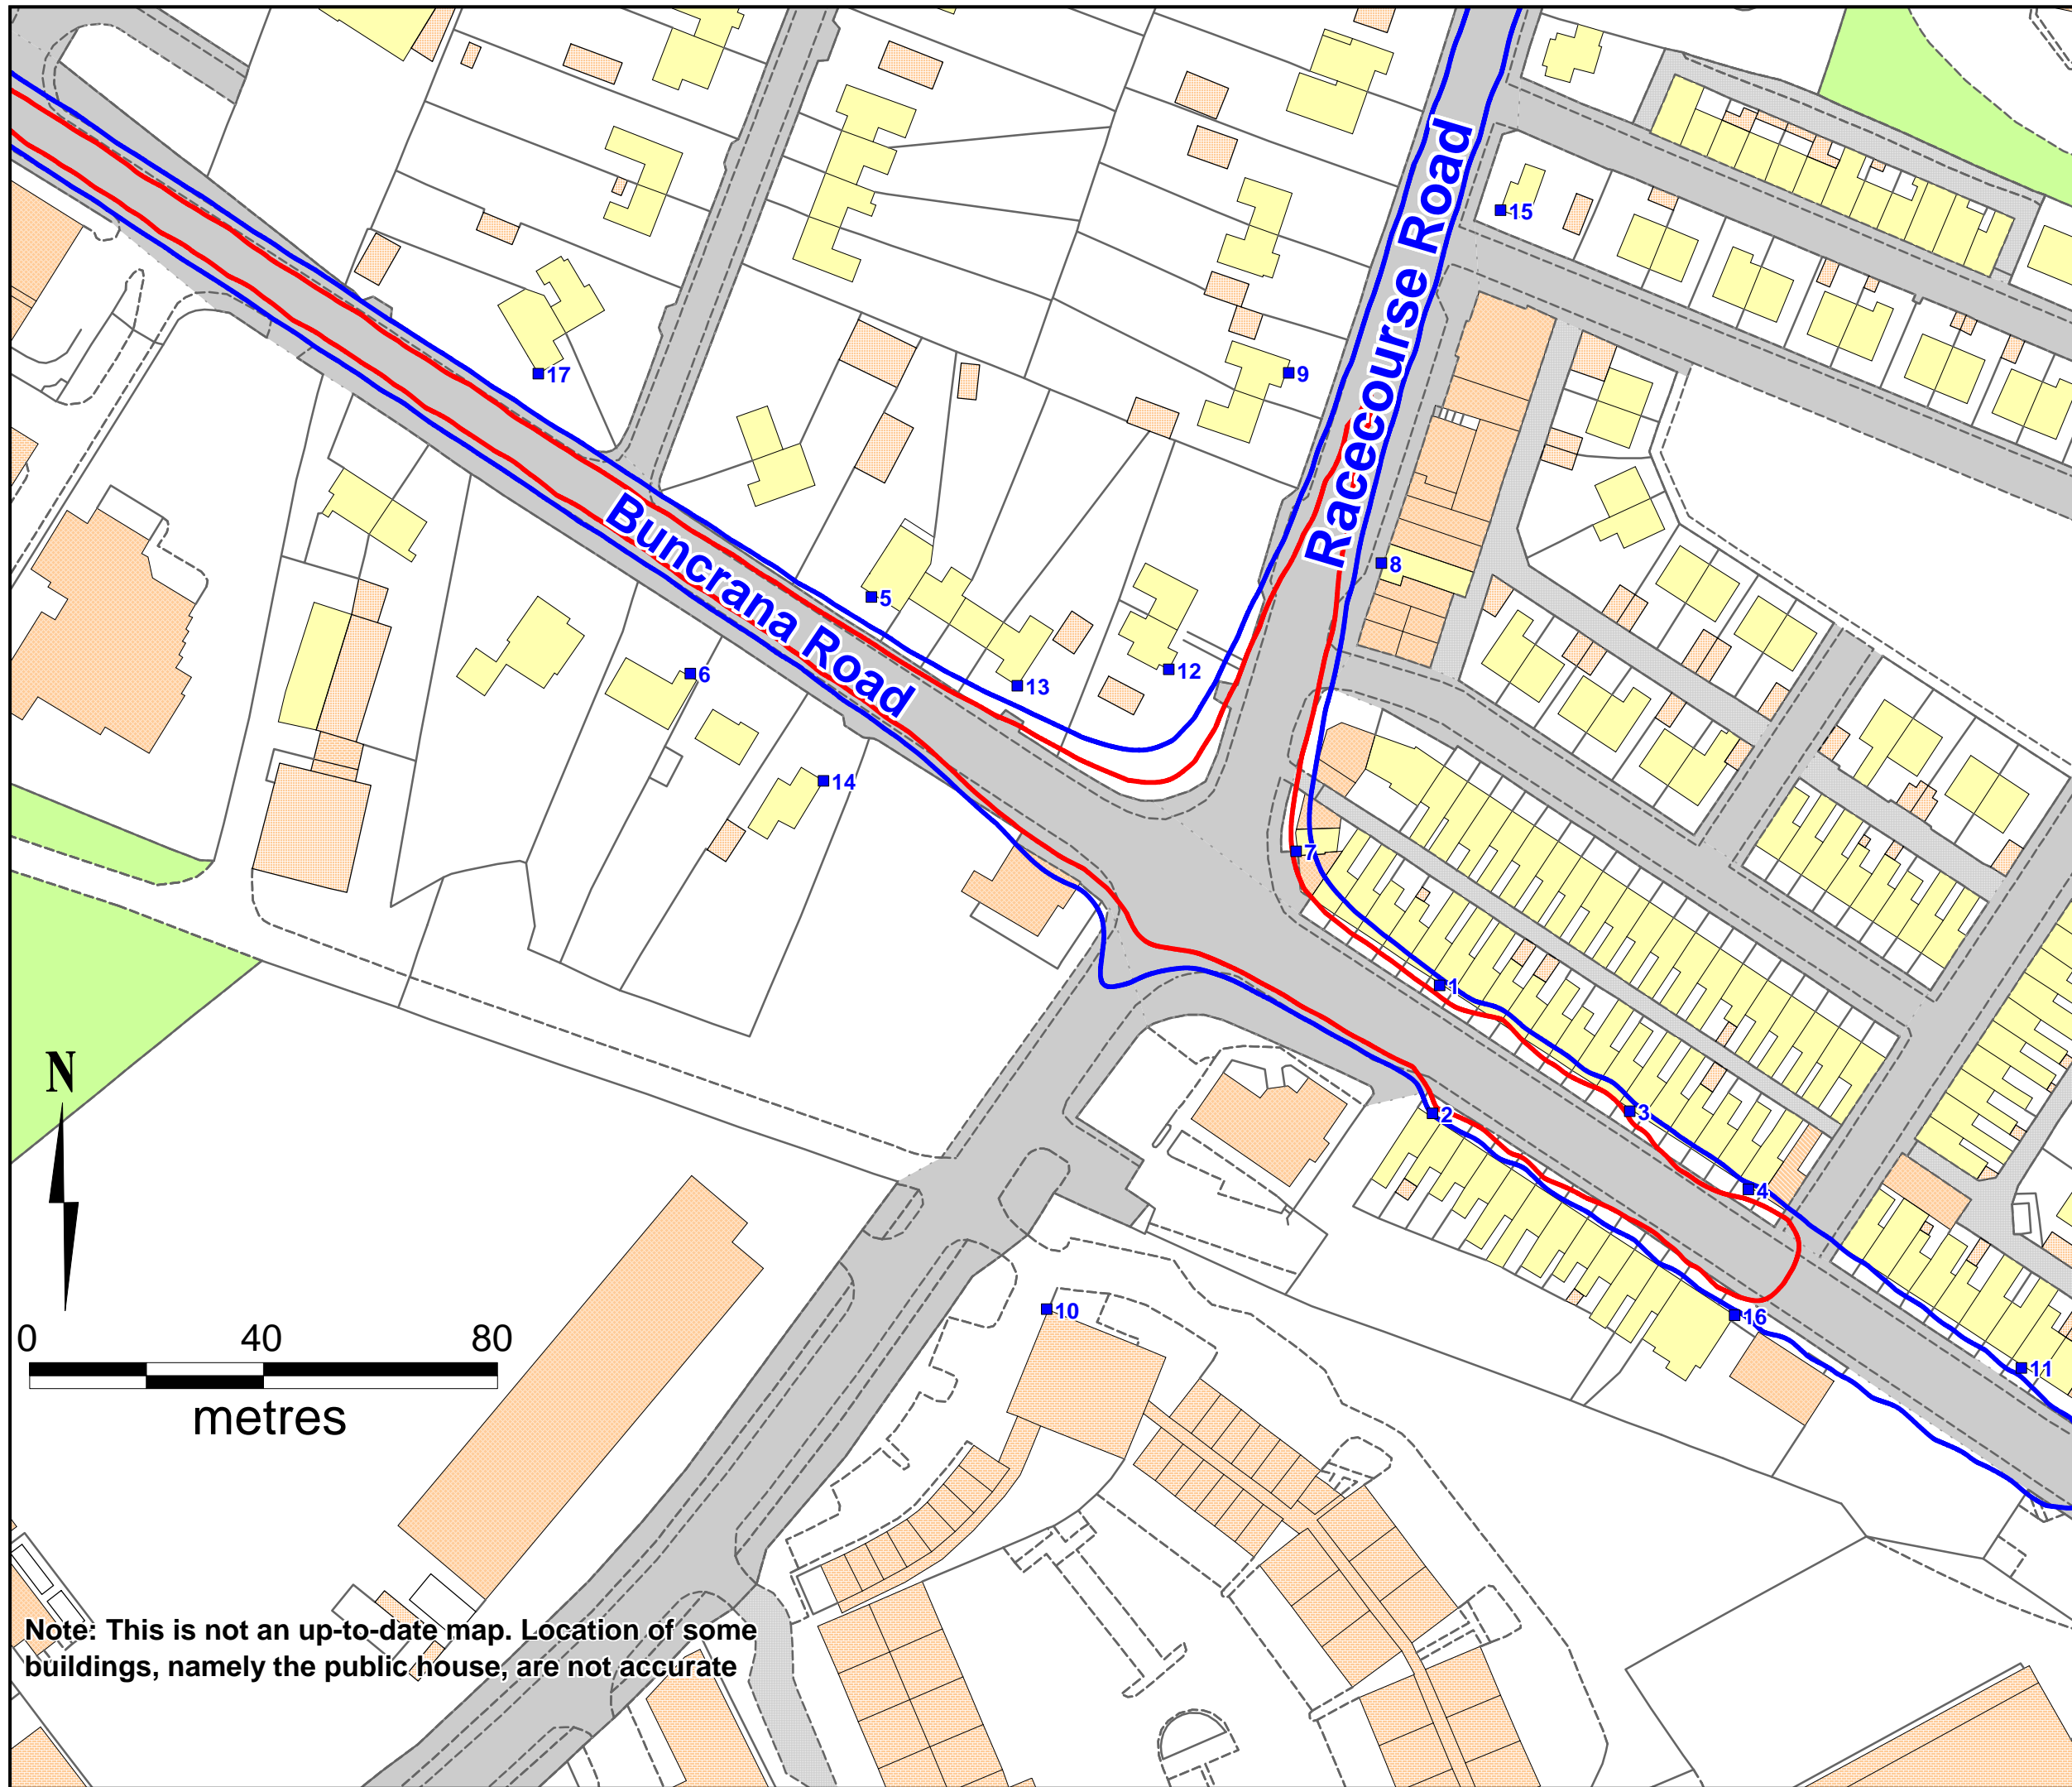 Racecourse Road
15
17
9
Buncrana Road
8
5
6
13
12
14
7
1
2
3
4
16
10
11
N
0 40 80
metres
Note: This is not an up-to-date map. Location of some
buildings, namely the public house, are not accurate